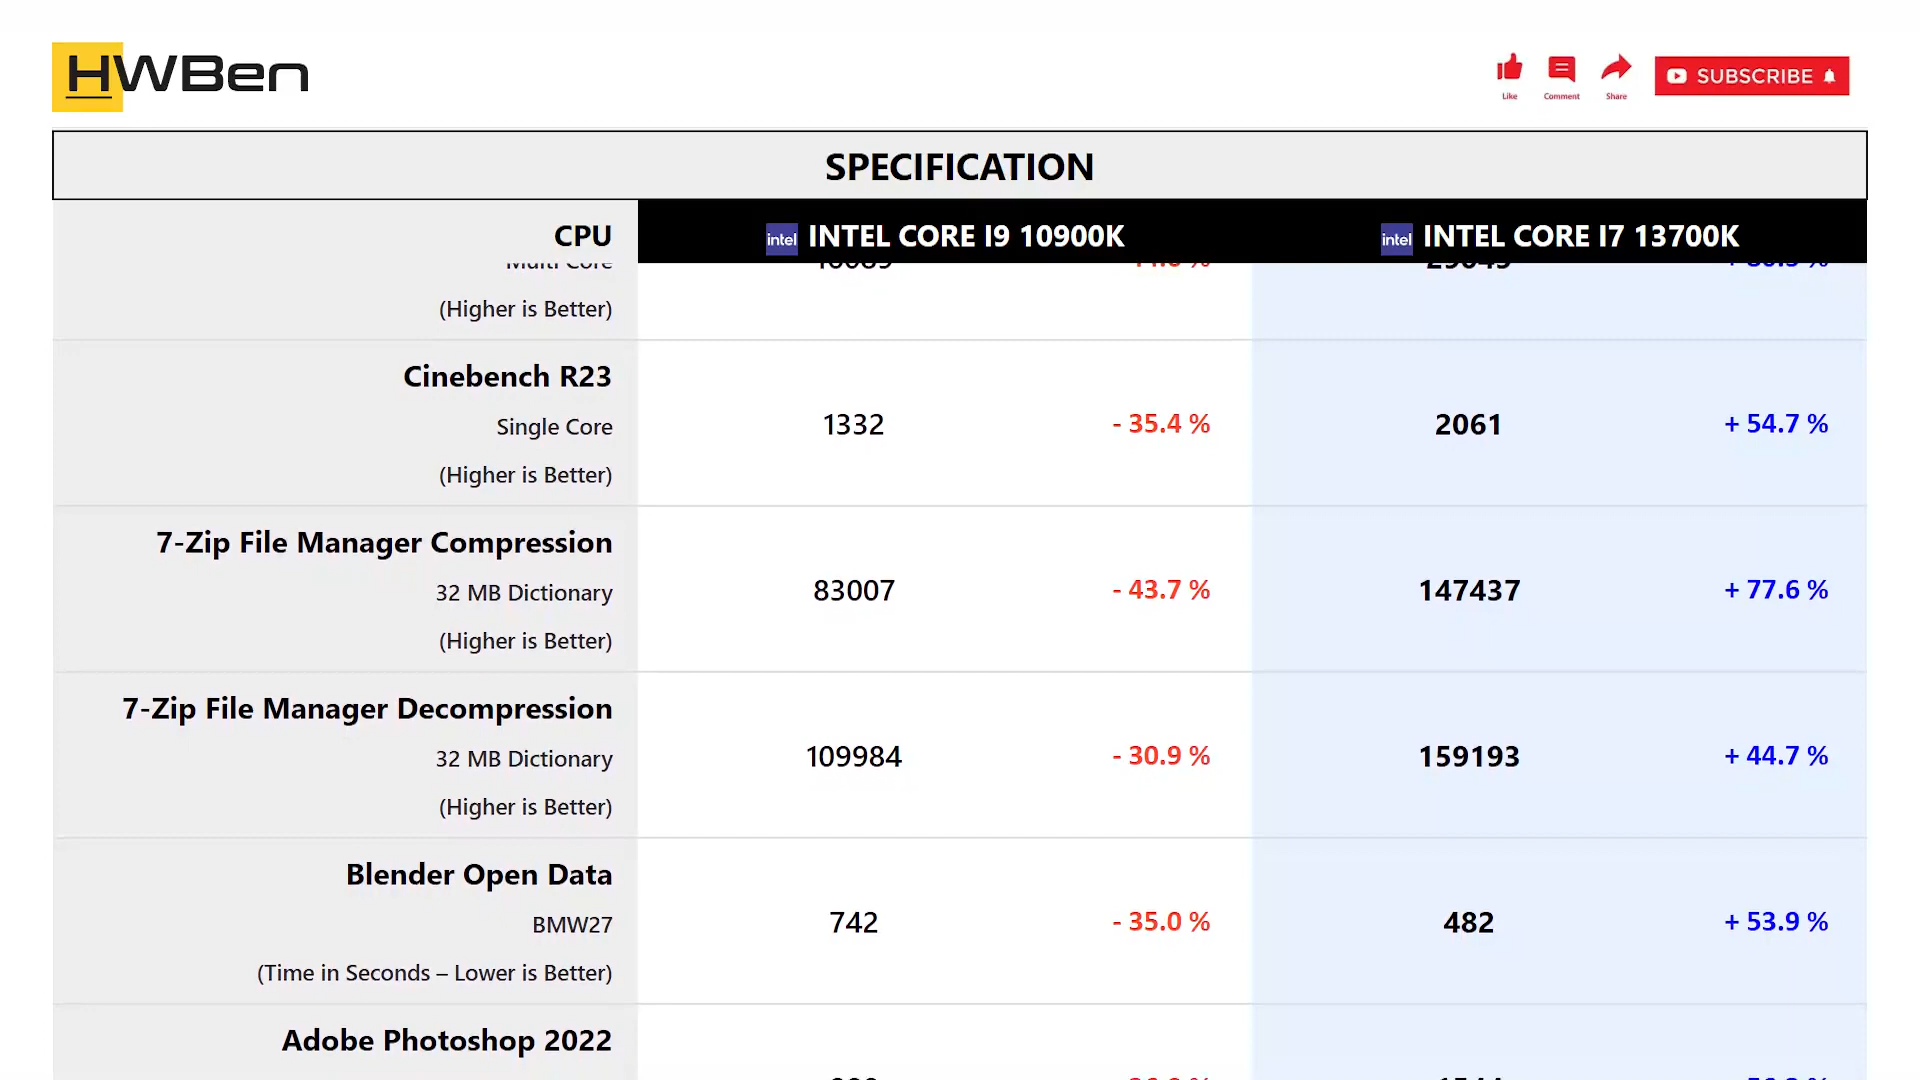 HWBen
Like
Comment
Share
SUBSCRIBE
SPECIFICATION
CPU
intel INTEL CORE I9 10900K
intel INTEL CORE I7 13700K
Multi Core
(Higher is Better)
Cinebench R23
Single Core
(Higher is Better)
1332
- 35.4 %
2061
+ 54.7 %
7-Zip File Manager Compression
32 MB Dictionary
(Higher is Better)
83007
- 43.7 %
147437
+ 77.6 %
7-Zip File Manager Decompression
32 MB Dictionary
(Higher is Better)
109984
- 30.9 %
159193
+ 44.7 %
Blender Open Data
BMW27
(Time in Seconds – Lower is Better)
742
- 35.0 %
482
+ 53.9 %
Adobe Photoshop 2022